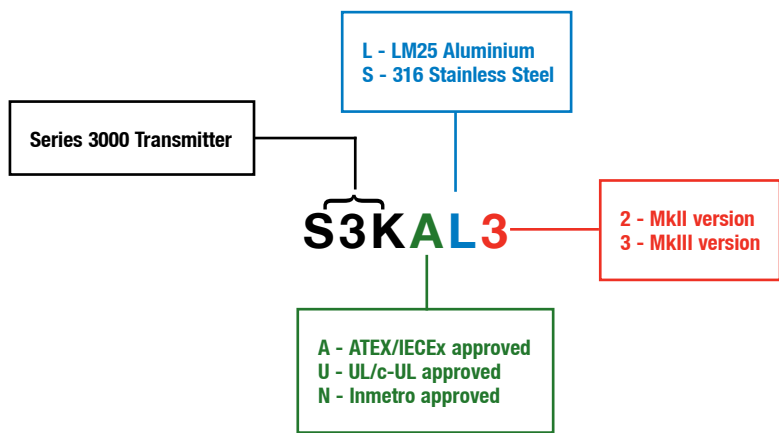 L - LM25 Aluminium
S - 316 Stainless Steel
Series 3000 Transmitter
S3KAL3
2 - MkII version
3 - MkIII version
A - ATEX/IECEx approved
U - UL/c-UL approved
N - Inmetro approved